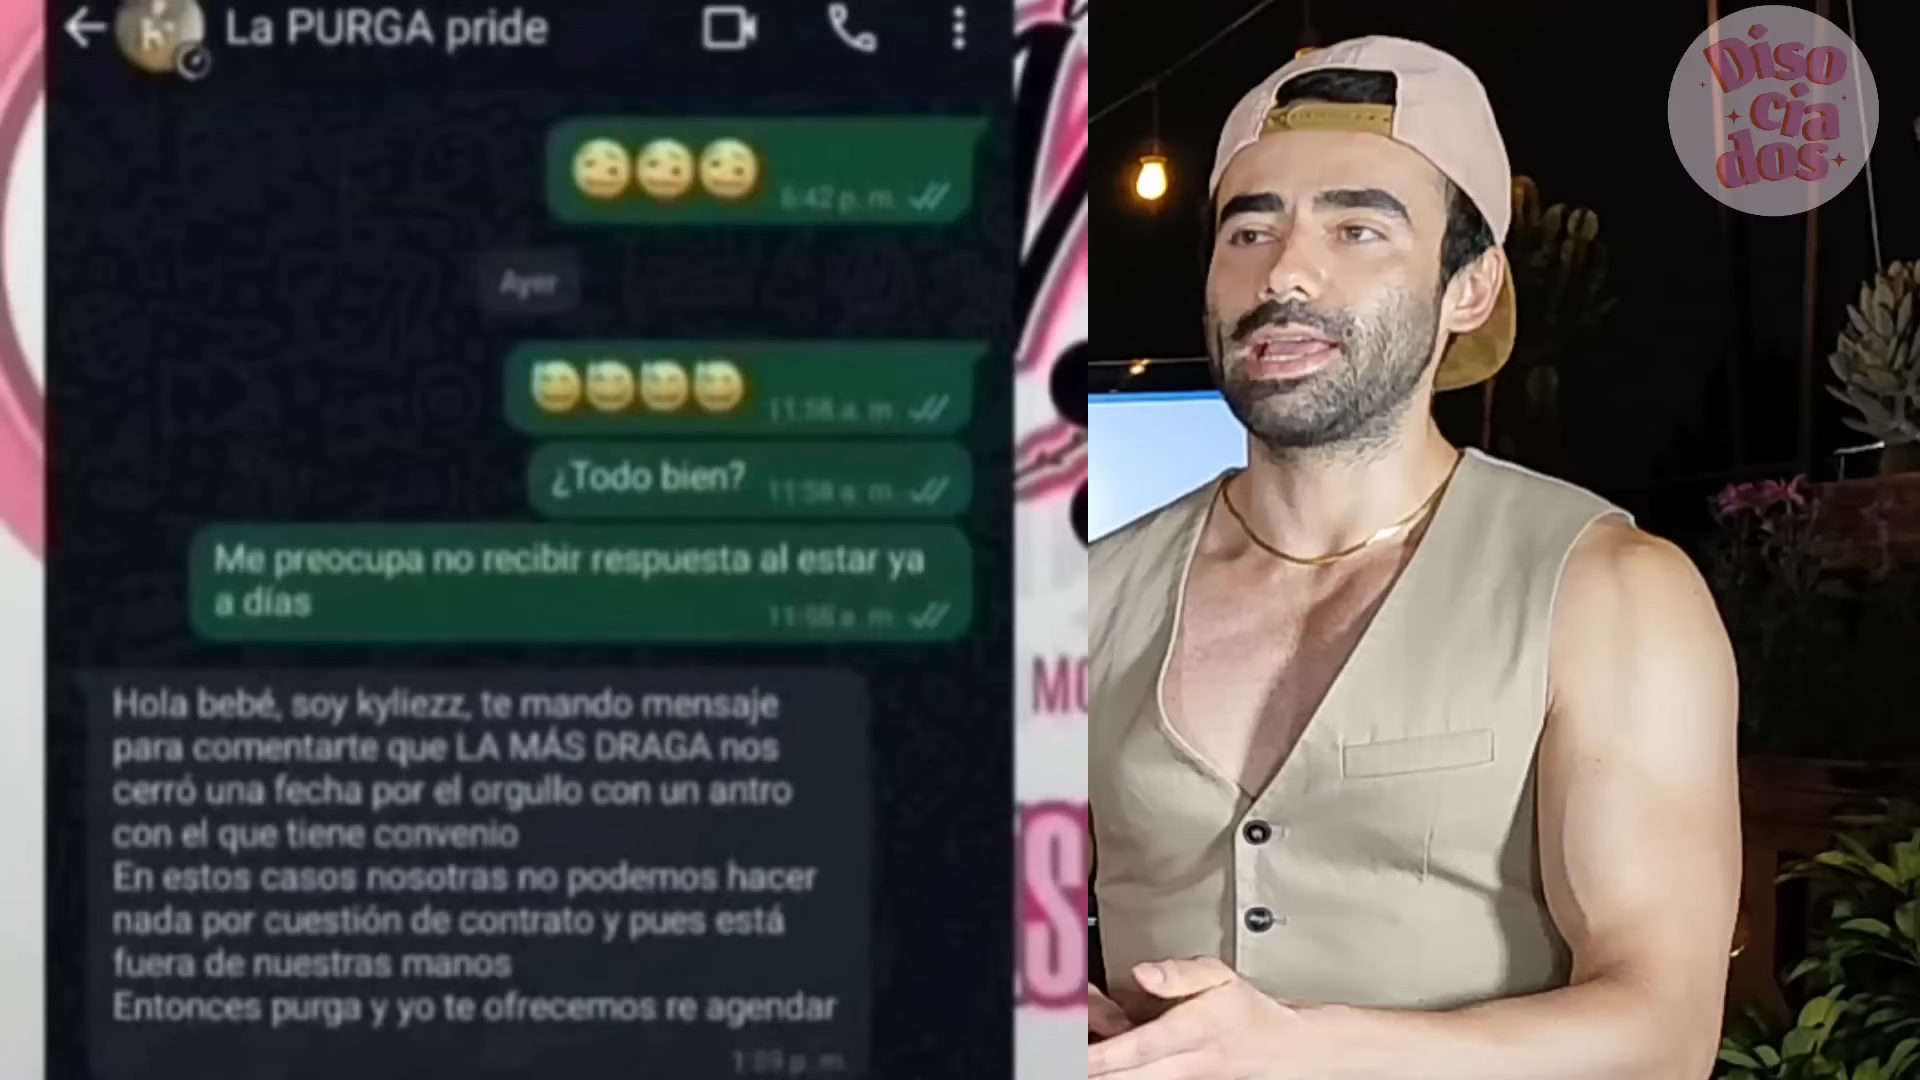 La PURGA pride
6:42 p. m.
Ayer
11:58 a. m.
¿Todo bien?
11:58 a. m.
Me preocupa no recibir respuesta al estar ya
a días
11:58 a. m.
Hola bebé, soy kyliezz, te mando mensaje
para comentarte que LA MÁS DRAGA nos
cerró una fecha por el orgullo con un antro
con el que tiene convenio
En estos casos nosotras no podemos hacer
nada por cuestión de contrato y pues está
fuera de nuestras manos
Entonces purga y yo te ofrecemos re agendar
Diso
cia
dos